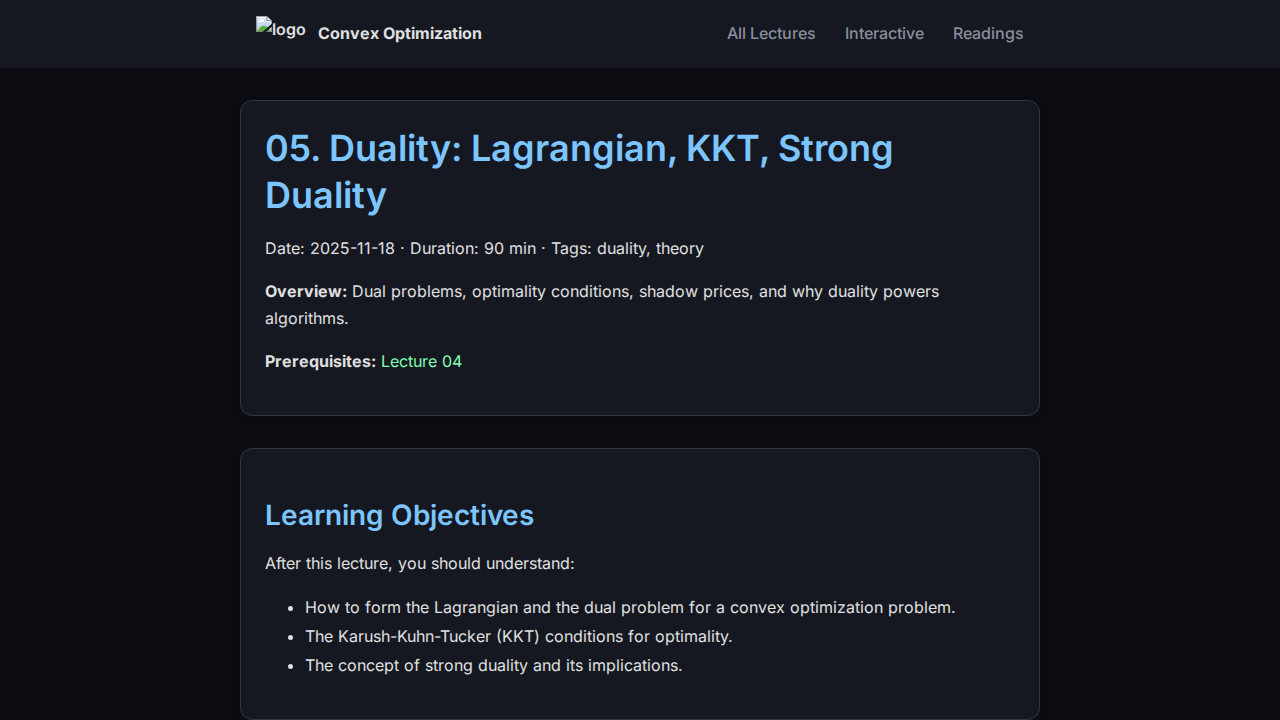 logo Convex Optimization All Lectures Interactive Readings
05. Duality: Lagrangian, KKT, Strong
Duality
Date: 2025-11-18 · Duration: 90 min · Tags: duality, theory
Overview: Dual problems, optimality conditions, shadow prices, and why duality powers
algorithms.
Prerequisites: Lecture 04
Learning Objectives
After this lecture, you should understand:
• How to form the Lagrangian and the dual problem for a convex optimization problem.
• The Karush-Kuhn-Tucker (KKT) conditions for optimality.
• The concept of strong duality and its implications.